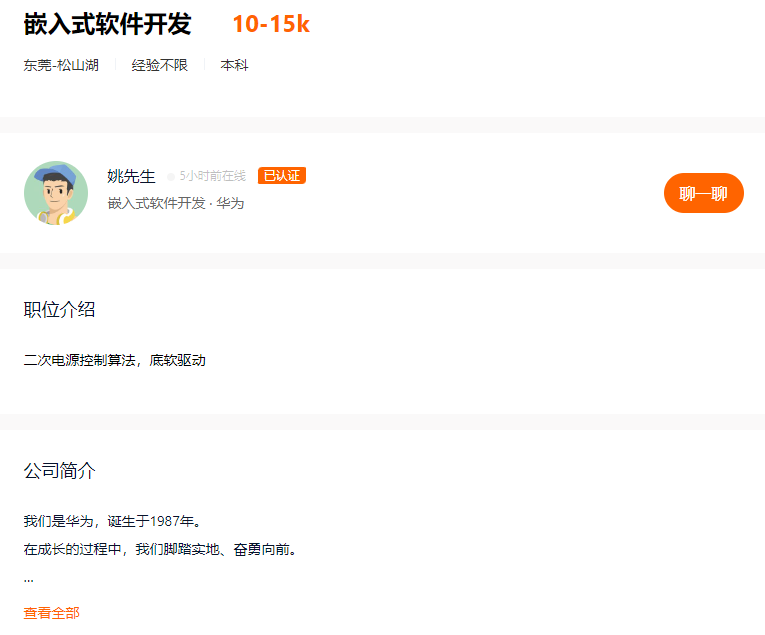 嵌入式软件开发 10-15k
东莞-松山湖 经验不限 本科
姚先生 5小时前在线 已认证
嵌入式软件开发 · 华为
聊一聊
职位介绍
二次电源控制算法，底软驱动
公司简介
我们是华为，诞生于1987年。
在成长的过程中，我们脚踏实地、奋勇向前。
...
查看全部